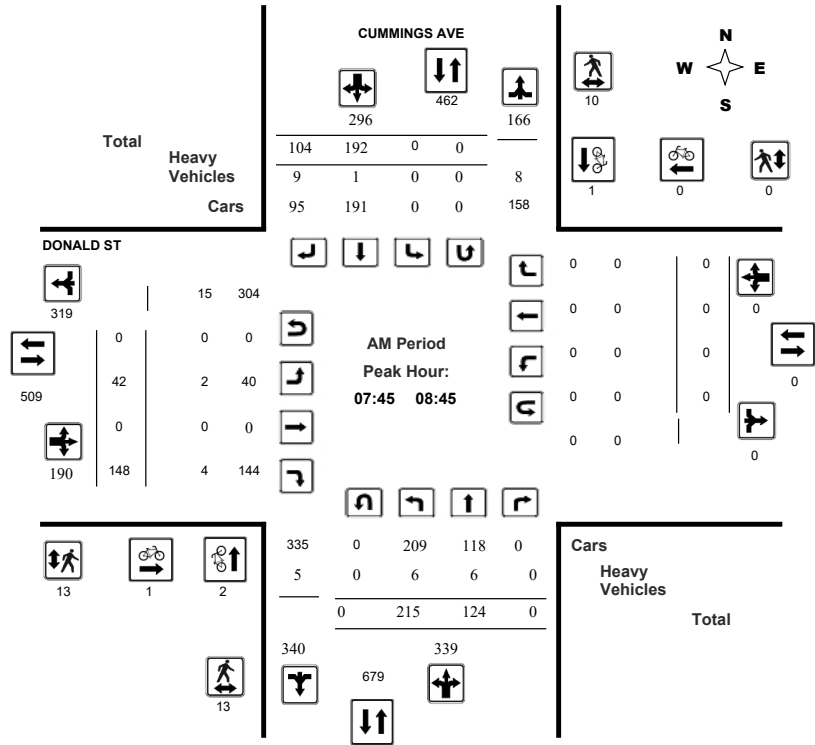 CUMMINGS AVE
N
W E
S
462
296 166
10
Total
104 192 0 0
Heavy
Vehicles
9 1 0 0 8
Cars
95 191 0 0 158
1 0 0
DONALD ST
319
15 304
0 0 0 0
0 0 0
0 0 0 0
509
42 2 40
AM Period
Peak Hour:
07:45 08:45
0 0 0
0
190
0 0 0
0 0 0
148 4 144
0 0
0
335 0 209 118 0
Cars
5 0 6 6 0
Heavy
Vehicles
13 1 2
0 215 124 0
Total
340 339
679
13